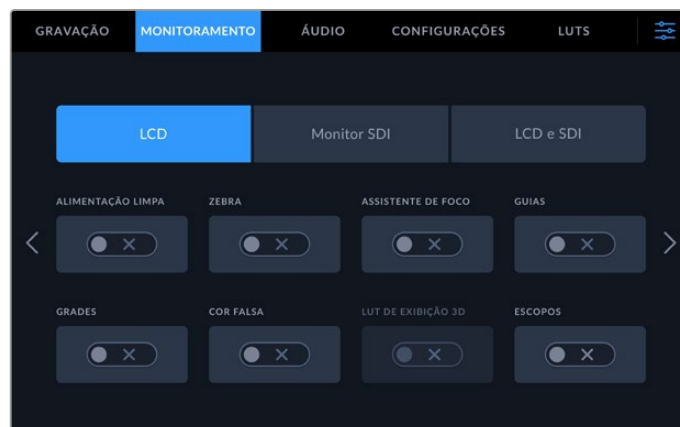 GRAVAÇÃO MONITORAMENTO ÁUDIO CONFIGURAÇÕES LUTS
LCD Monitor SDI LCD e SDI
ALIMENTAÇÃO LIMPA ZEBRA ASSISTENTE DE FOCO GUIAS
GRADES COR FALSA LUT DE EXIBIÇÃO 3D ESCOPOS